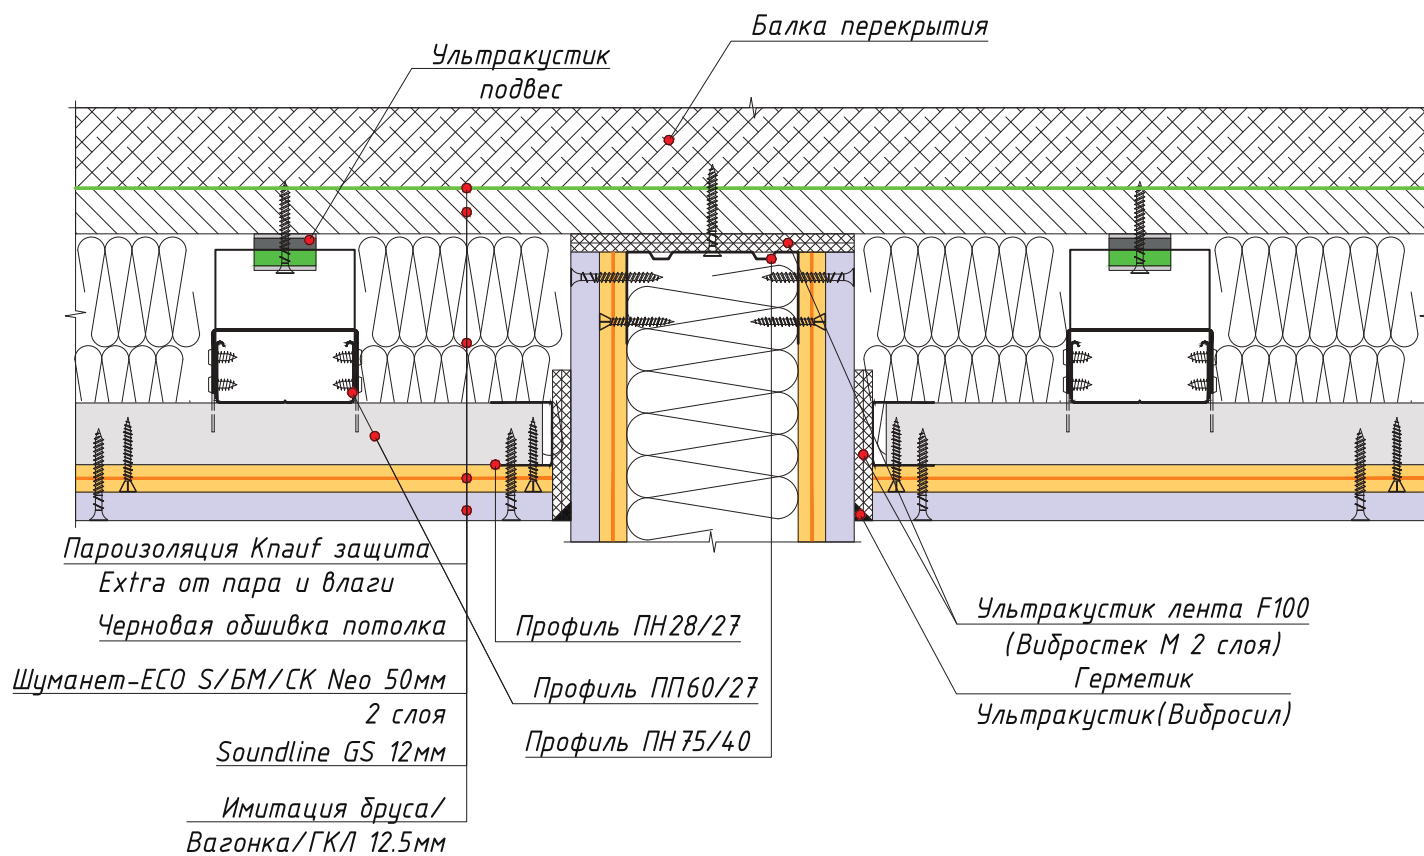 Балка перекрытия
Ультракустик
подвес
Пароизоляция Knauf защита
Extra от пара и влаги
Черновая обшивка потолка
Шуманет-ECO S/БМ/СК Neo 50мм
2 слоя
Soundline GS 12мм
Имитация бруса/
Вагонка/ГКЛ 12.5мм
Профиль ПН28/27
Профиль ПП60/27
Профиль ПН75/40
Ультракустик лента F100
(Вибростек М 2 слоя)
Герметик
Ультракустик(Вибросил)